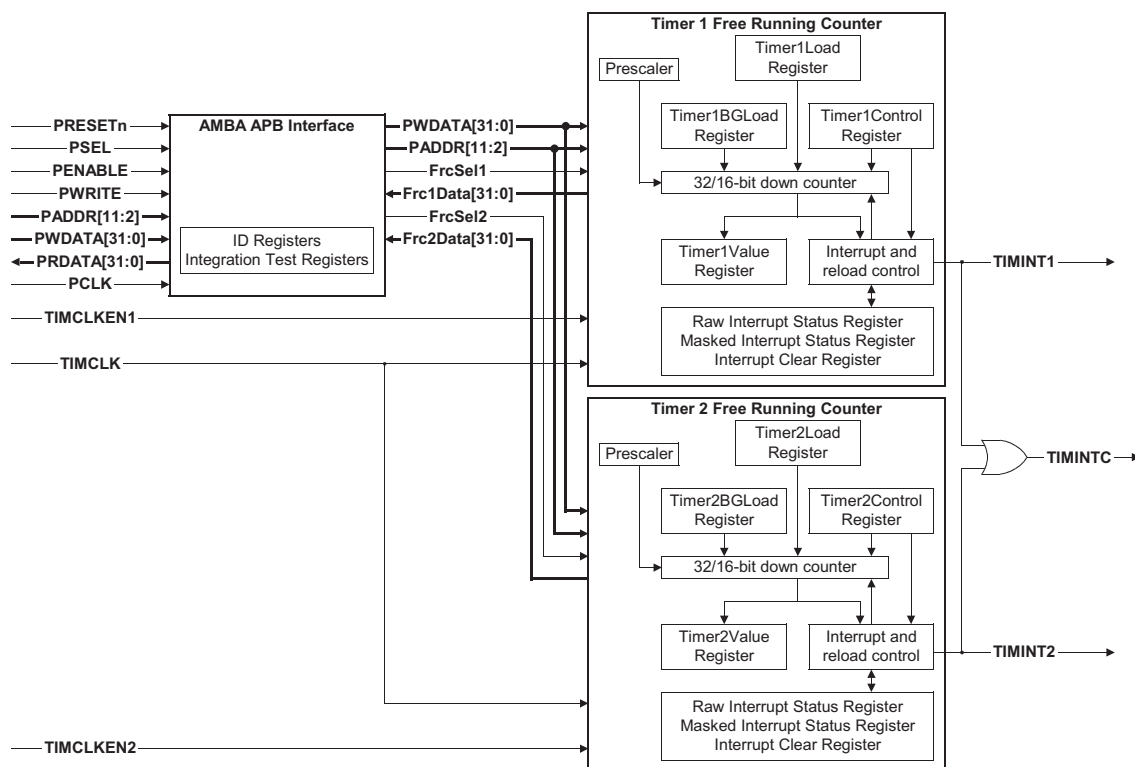 Timer 1 Free Running Counter
Timer1Load
Register
Prescaler
Timer1BGLoad
Register
Timer1Control
Register
32/16-bit down counter
Timer1Value
Register
Interrupt and
reload control
Raw Interrupt Status Register
Masked Interrupt Status Register
Interrupt Clear Register
PRESETn
PSEL
PENABLE
PWRITE
PADDR[11:2]
PWDATA[31:0]
PRDATA[31:0]
PCLK
AMBA APB Interface
ID Registers
Integration Test Registers
PWDATA[31:0]
PADDR[11:2]
FrcSel1
Frc1Data[31:0]
FrcSel2
Frc2Data[31:0]
TIMINT1
TIMCLKEN1
TIMCLK
Timer 2 Free Running Counter
Timer2Load
Register
Prescaler
Timer2BGLoad
Register
Timer2Control
Register
32/16-bit down counter
Timer2Value
Register
Interrupt and
reload control
Raw Interrupt Status Register
Masked Interrupt Status Register
Interrupt Clear Register
TIMINTC
TIMINT2
TIMCLKEN2